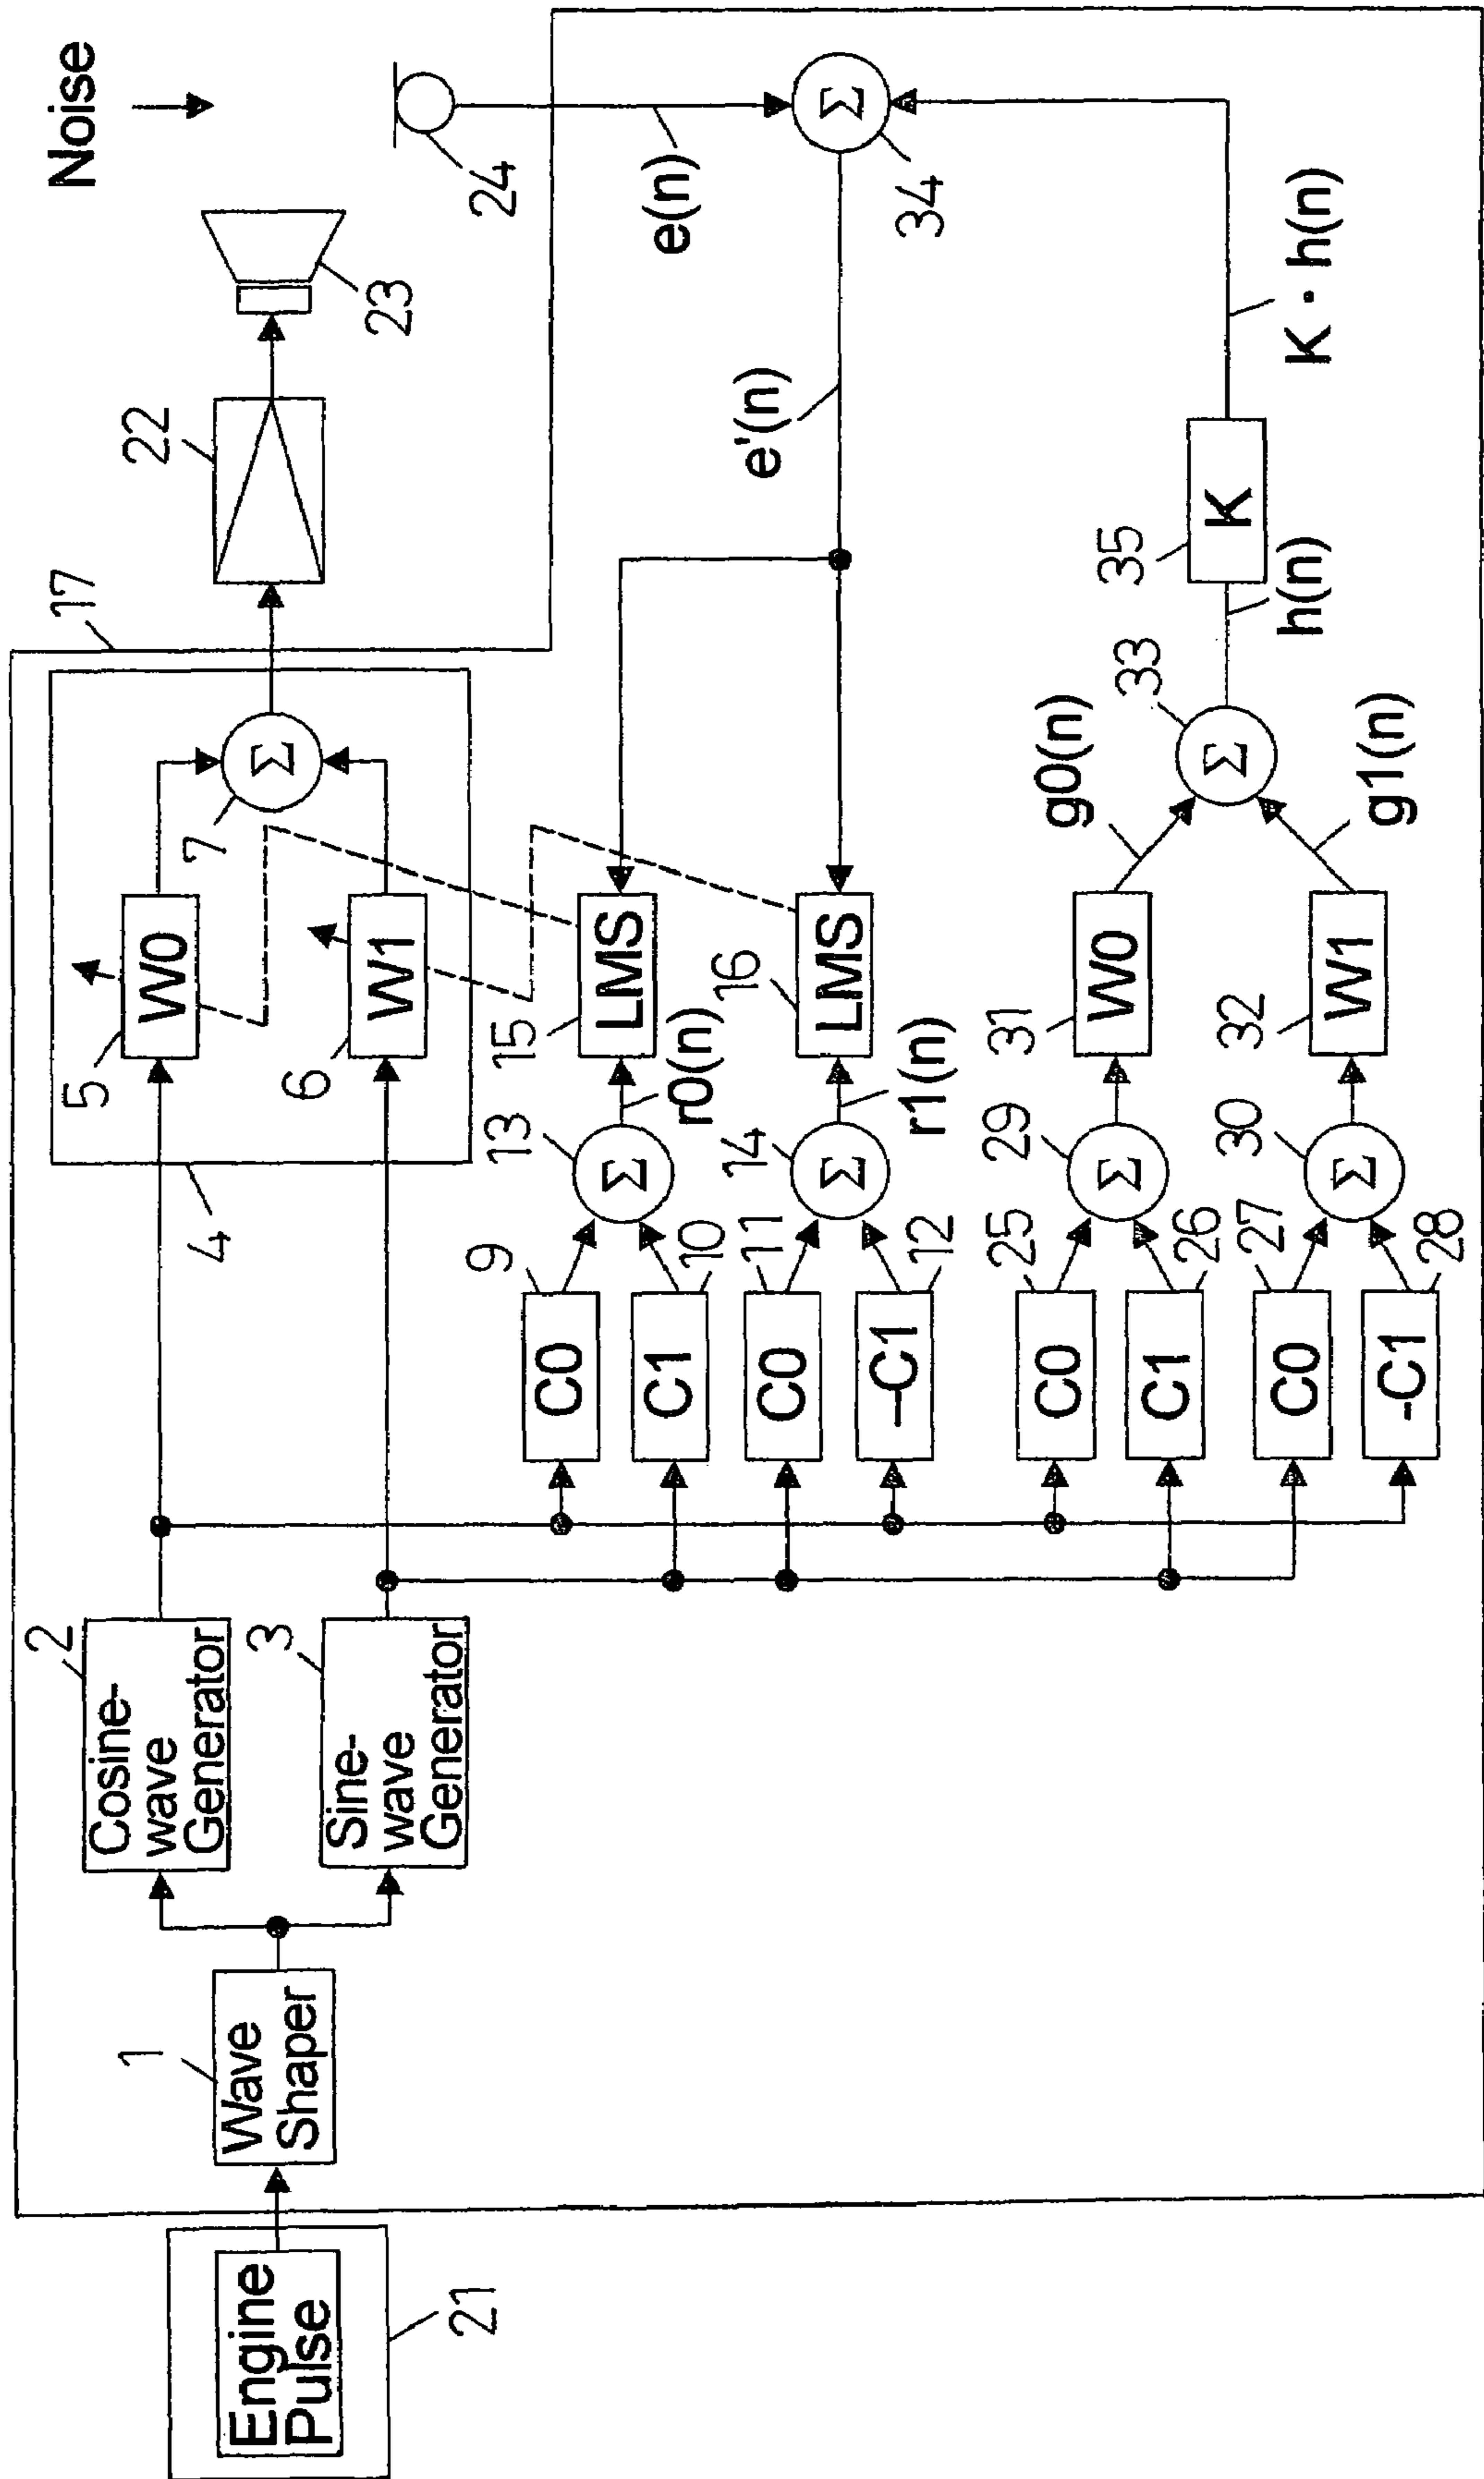 Noise
17
22
23
24
5
W0
7
Σ
6
W1
4
2
Cosine-
wave
Generator
3
Sine-
wave
Generator
1
Wave
Shaper
Engine
Pulse
21
e(n)
Σ
34
e'(n)
9
C0
C1
10
13
Σ
r0(n)
15
LMS
11
C0
–C1
12
14
Σ
r1(n)
16
LMS
25
C0
C1
26
29
Σ
31
W0
g0(n)
27
C0
-C1
28
30
Σ
32
W1
g1(n)
33
Σ
h(n)
35
K
K · h(n)